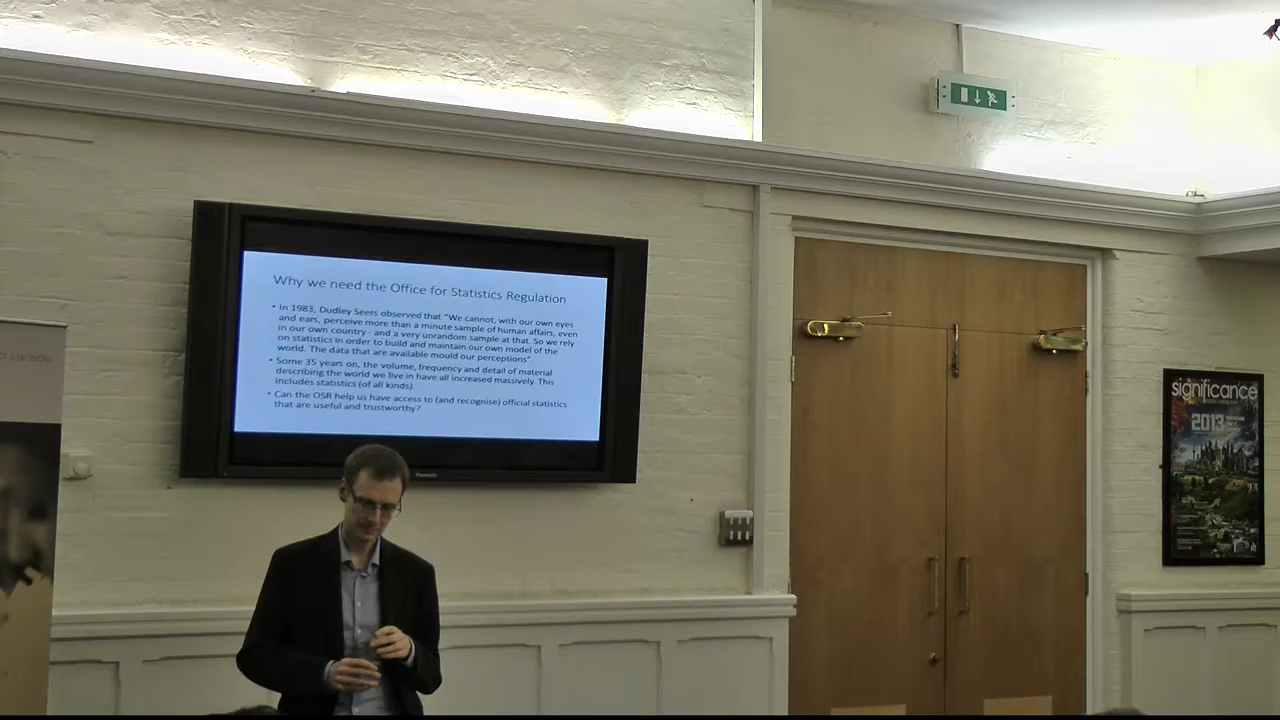 Why we need the Office for Statistics Regulation
• In 1983, Dudley Seers observed that "We cannot, with our own eyes
and ears, perceive more than a minute sample of human affairs, even
in our own country - and a very unrandom sample at that. So we rely
on statistics in order to build and maintain our own model of the
world. The data that are available mould our perceptions".
• Some 35 years on, the volume, frequency and detail of material
describing the world we live in have all increased massively. This
includes statistics (of all kinds).
• Can the OSR help us have access to (and recognise) official statistics
that are useful and trustworthy?
Panasonic
significance
2013